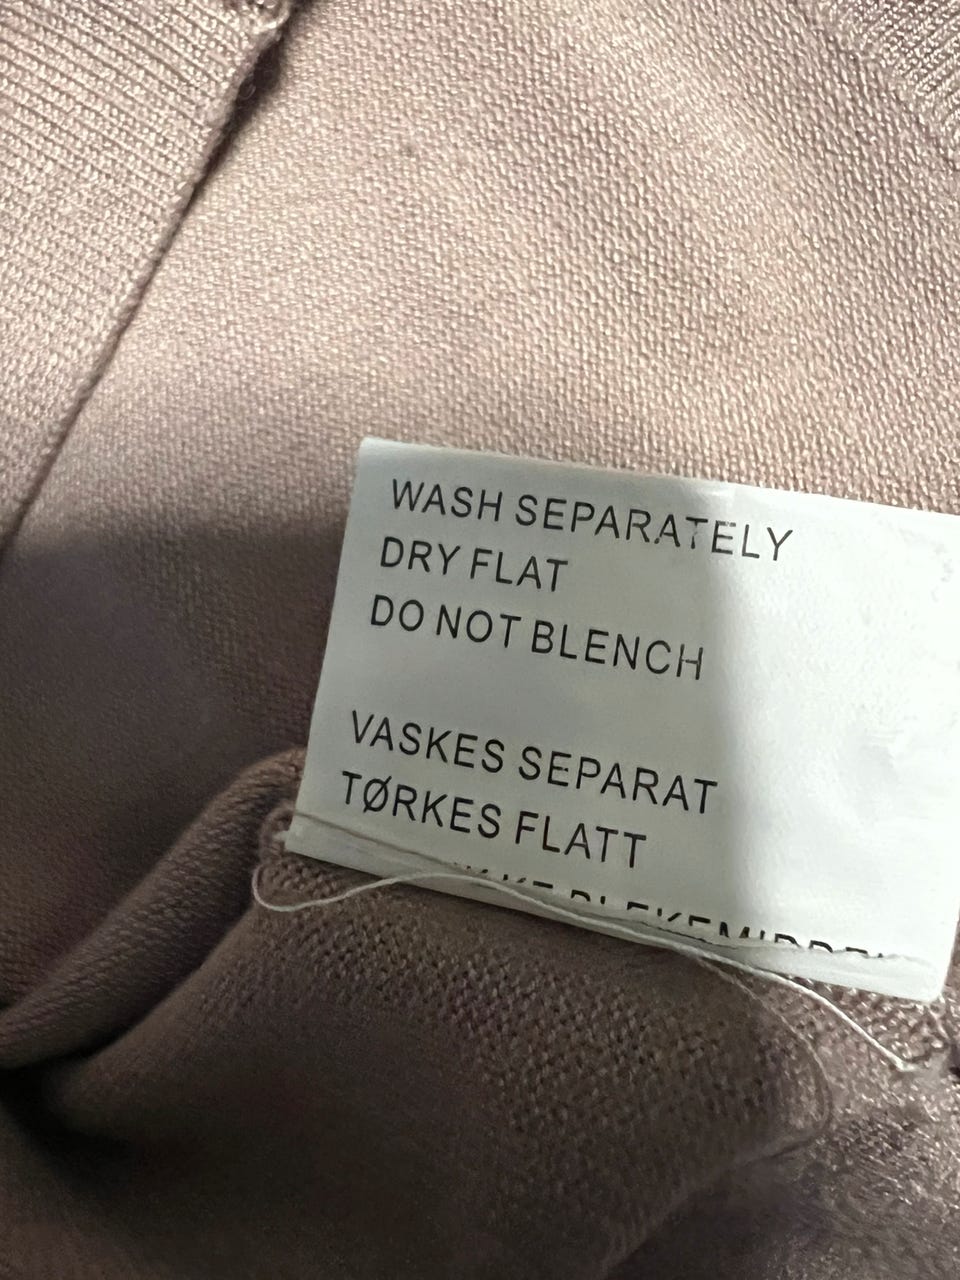 WASH SEPARATELY
DRY FLAT
DO NOT BLENCH
VASKES SEPARAT
TØRKES FLATT